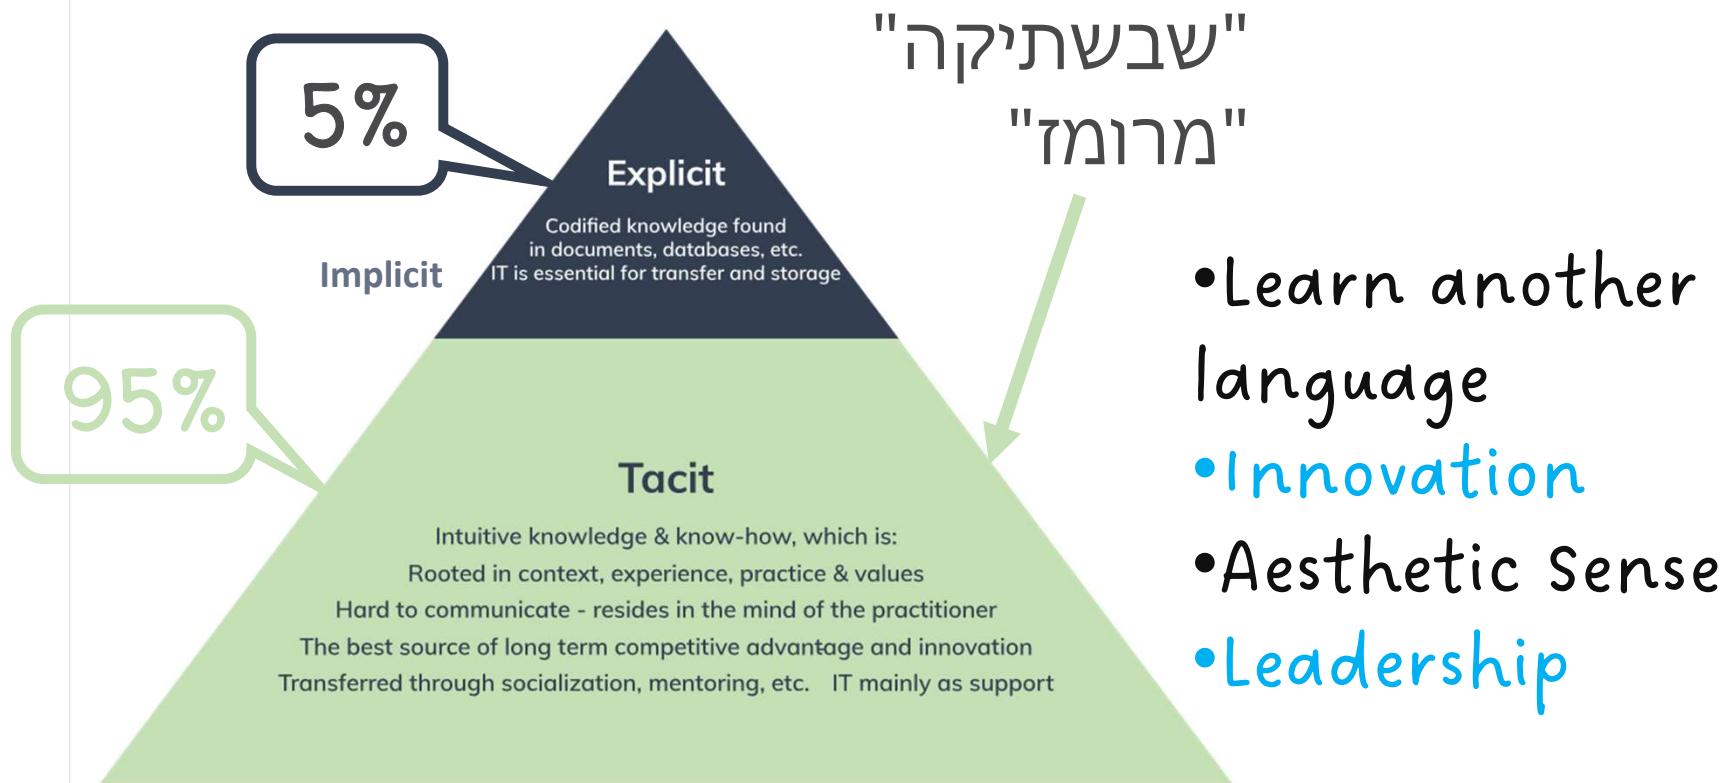 "שבשתיקה"
"מרומז"
5%
Explicit
Codified knowledge found
in documents, databases, etc.
IT is essential for transfer and storage
Implicit
95%
Tacit
Intuitive knowledge & know-how, which is:
Rooted in context, experience, practice & values
Hard to communicate - resides in the mind of the practitioner
The best source of long term competitive advantage and innovation
Transferred through socialization, mentoring, etc. IT mainly as support
•Learn another
language
•Innovation
•Aesthetic Sense
•Leadership